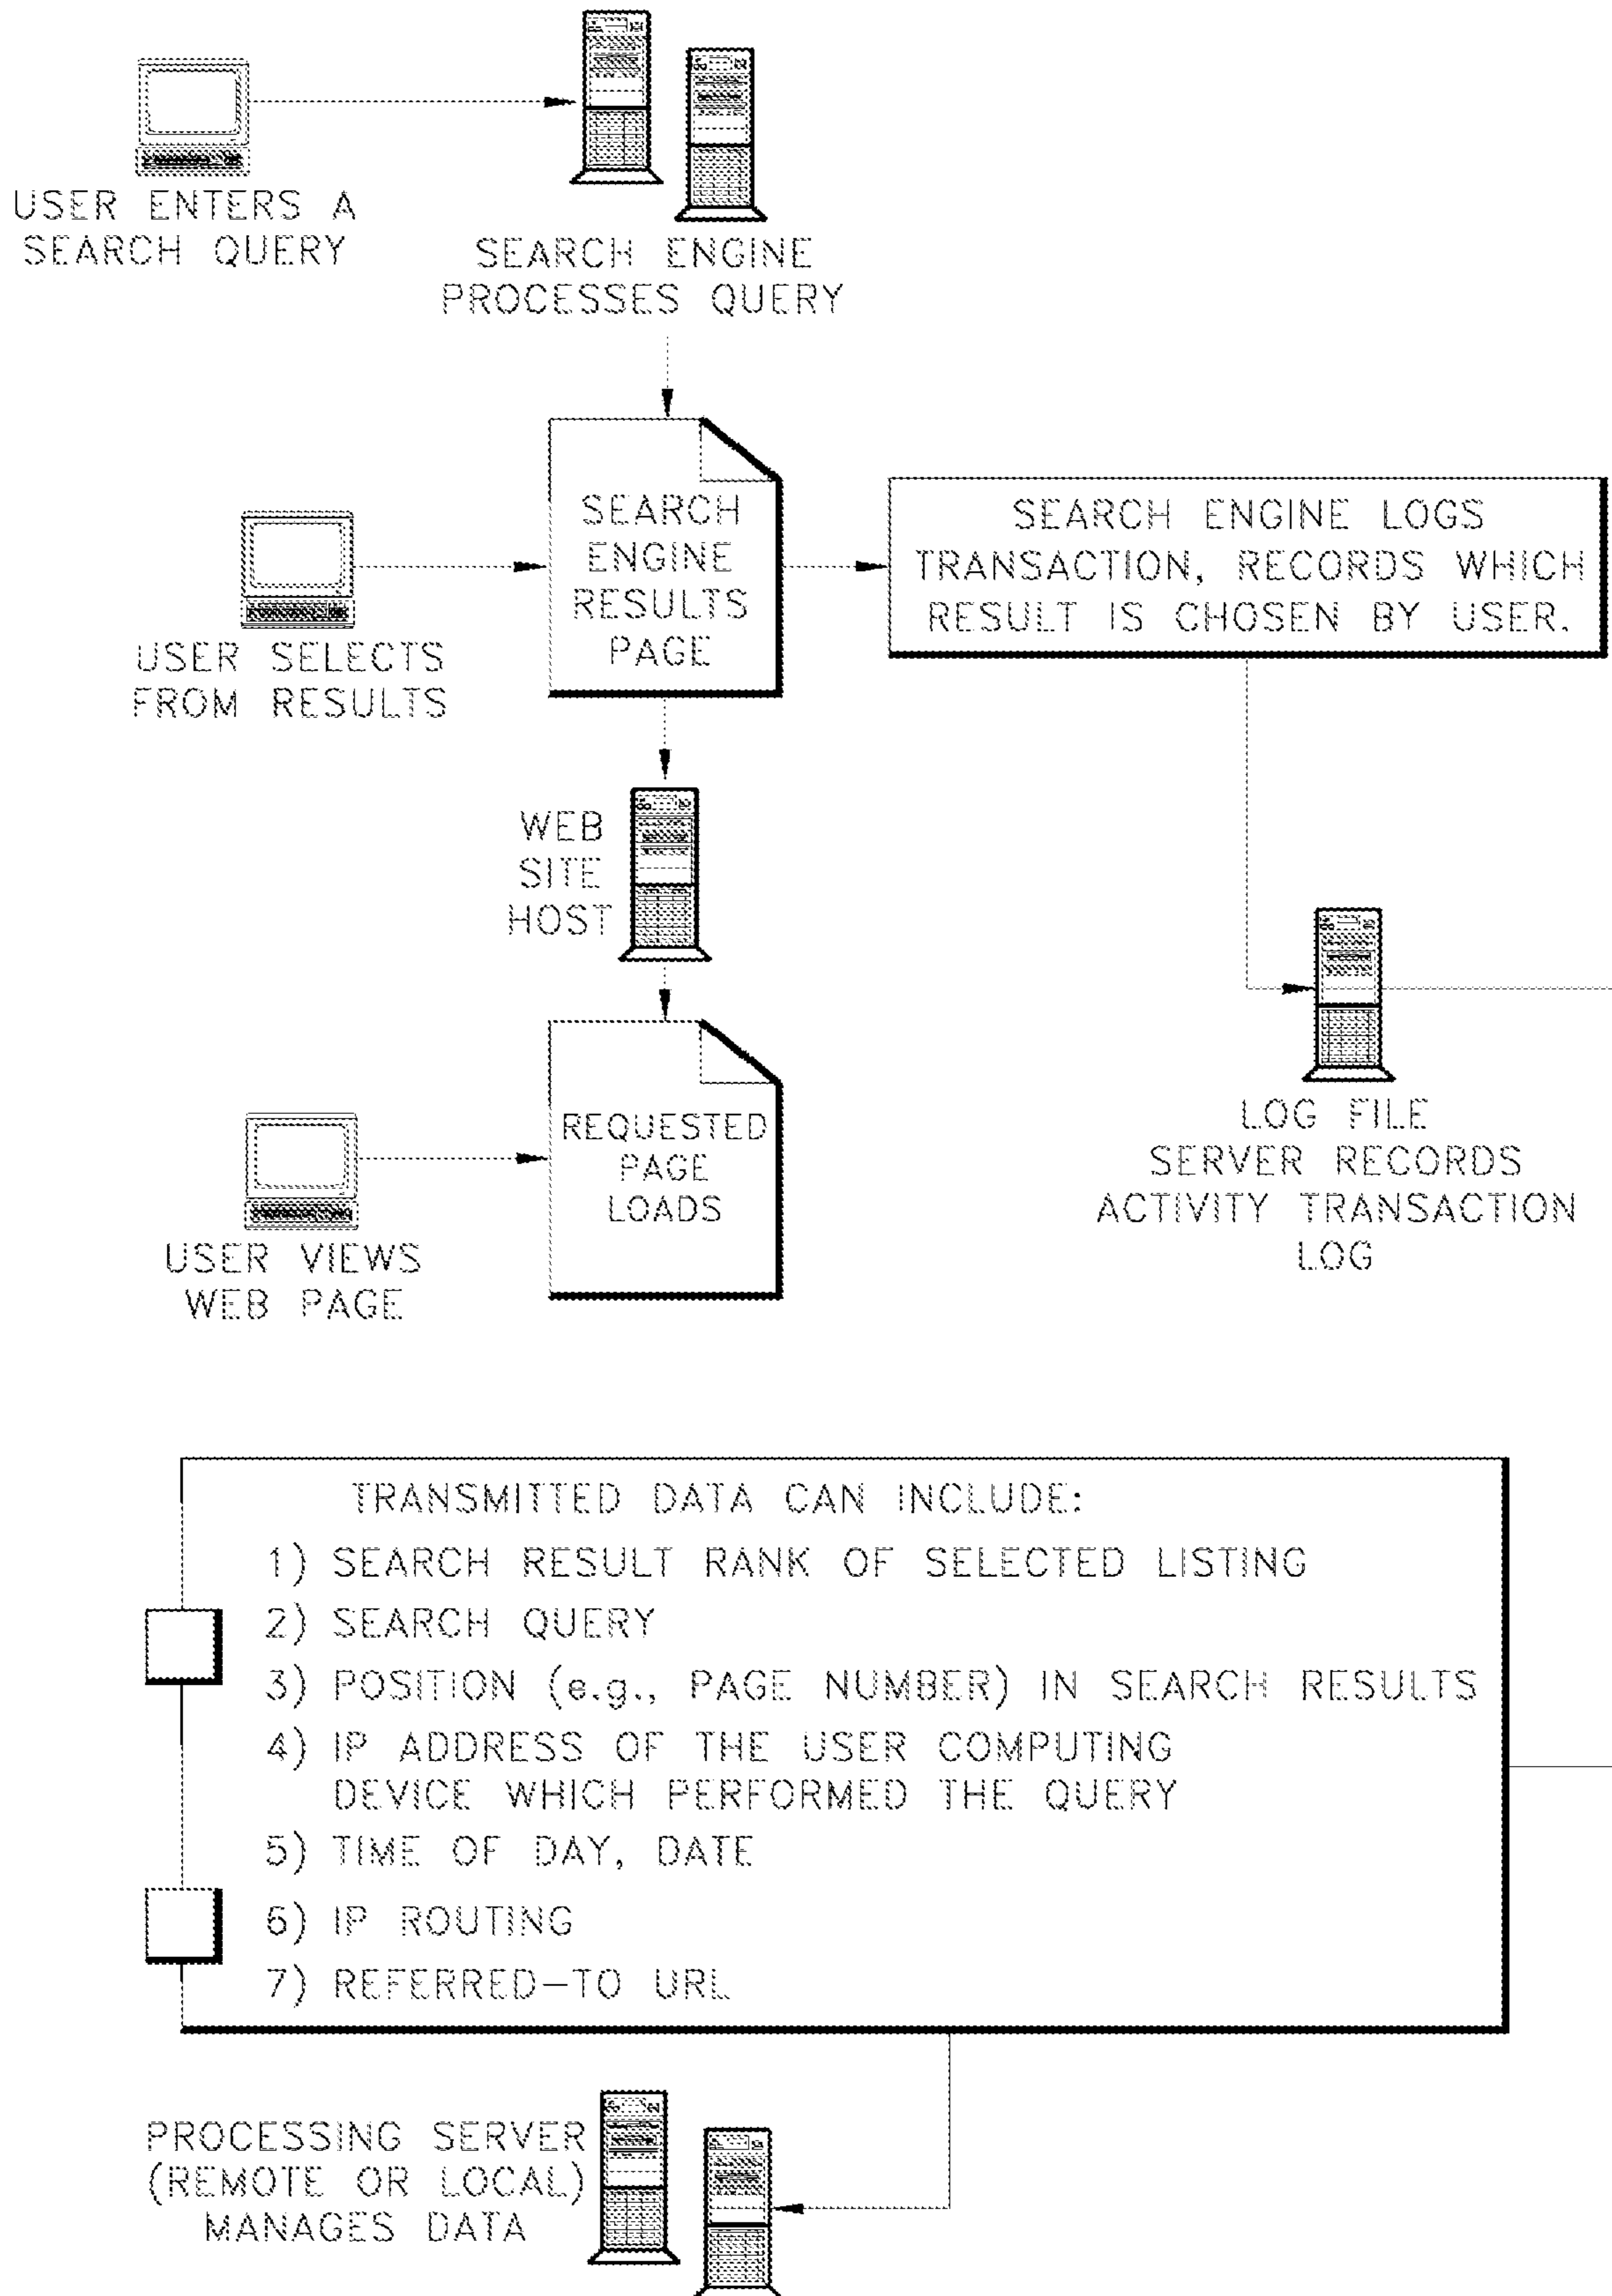 USER ENTERS A
SEARCH QUERY
SEARCH ENGINE
PROCESSES QUERY
USER SELECTS
FROM RESULTS
SEARCH
ENGINE
RESULTS
PAGE
SEARCH ENGINE LOGS
TRANSACTION, RECORDS WHICH
RESULT IS CHOSEN BY USER.
WEB
SITE
HOST
LOG FILE
SERVER RECORDS
ACTIVITY TRANSACTION
LOG
REQUESTED
PAGE
LOADS
USER VIEWS
WEB PAGE
TRANSMITTED DATA CAN INCLUDE:
1) SEARCH RESULT RANK OF SELECTED LISTING
2) SEARCH QUERY
3) POSITION (e.g., PAGE NUMBER) IN SEARCH RESULTS
4) IP ADDRESS OF THE USER COMPUTING
DEVICE WHICH PERFORMED THE QUERY
5) TIME OF DAY, DATE
6) IP ROUTING
7) REFERRED-TO URL
PROCESSING SERVER
(REMOTE OR LOCAL)
MANAGES DATA